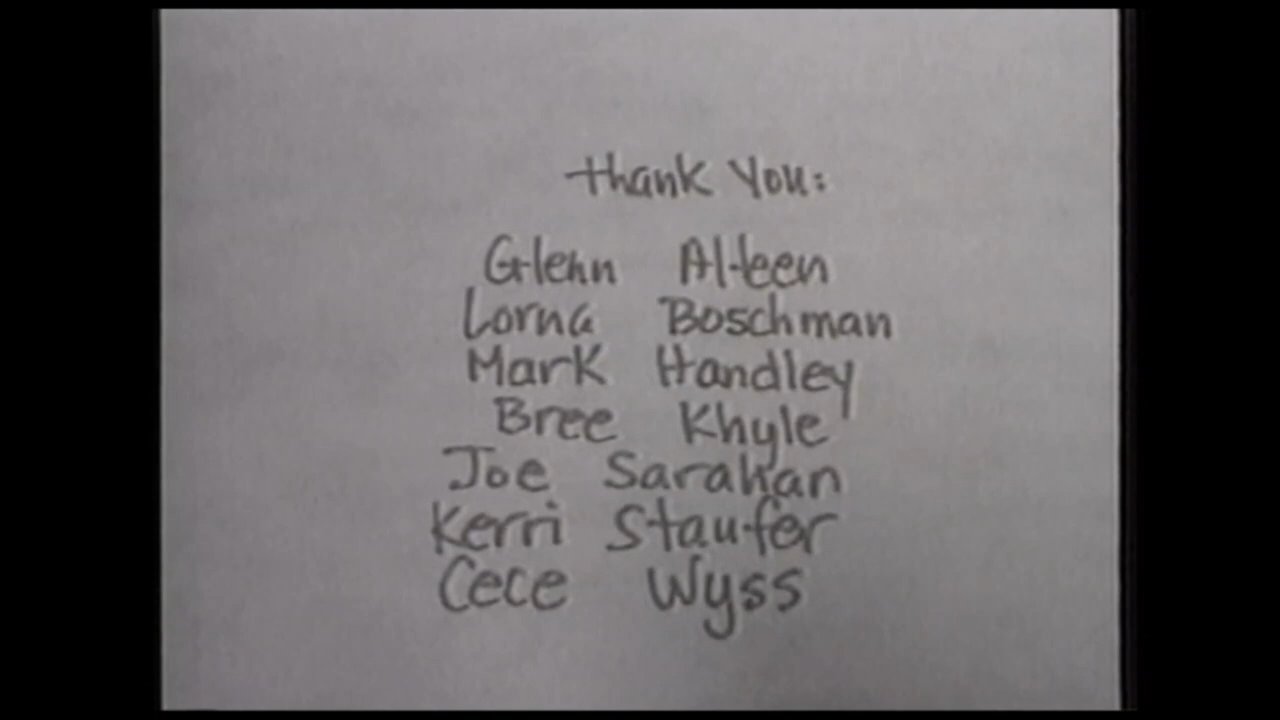 Thank You:
Glenn Alteen
Lorna Boschman
Mark Handley
Bree Khyle
Joe Sarahan
Kerri Staufer
Cece Wyss